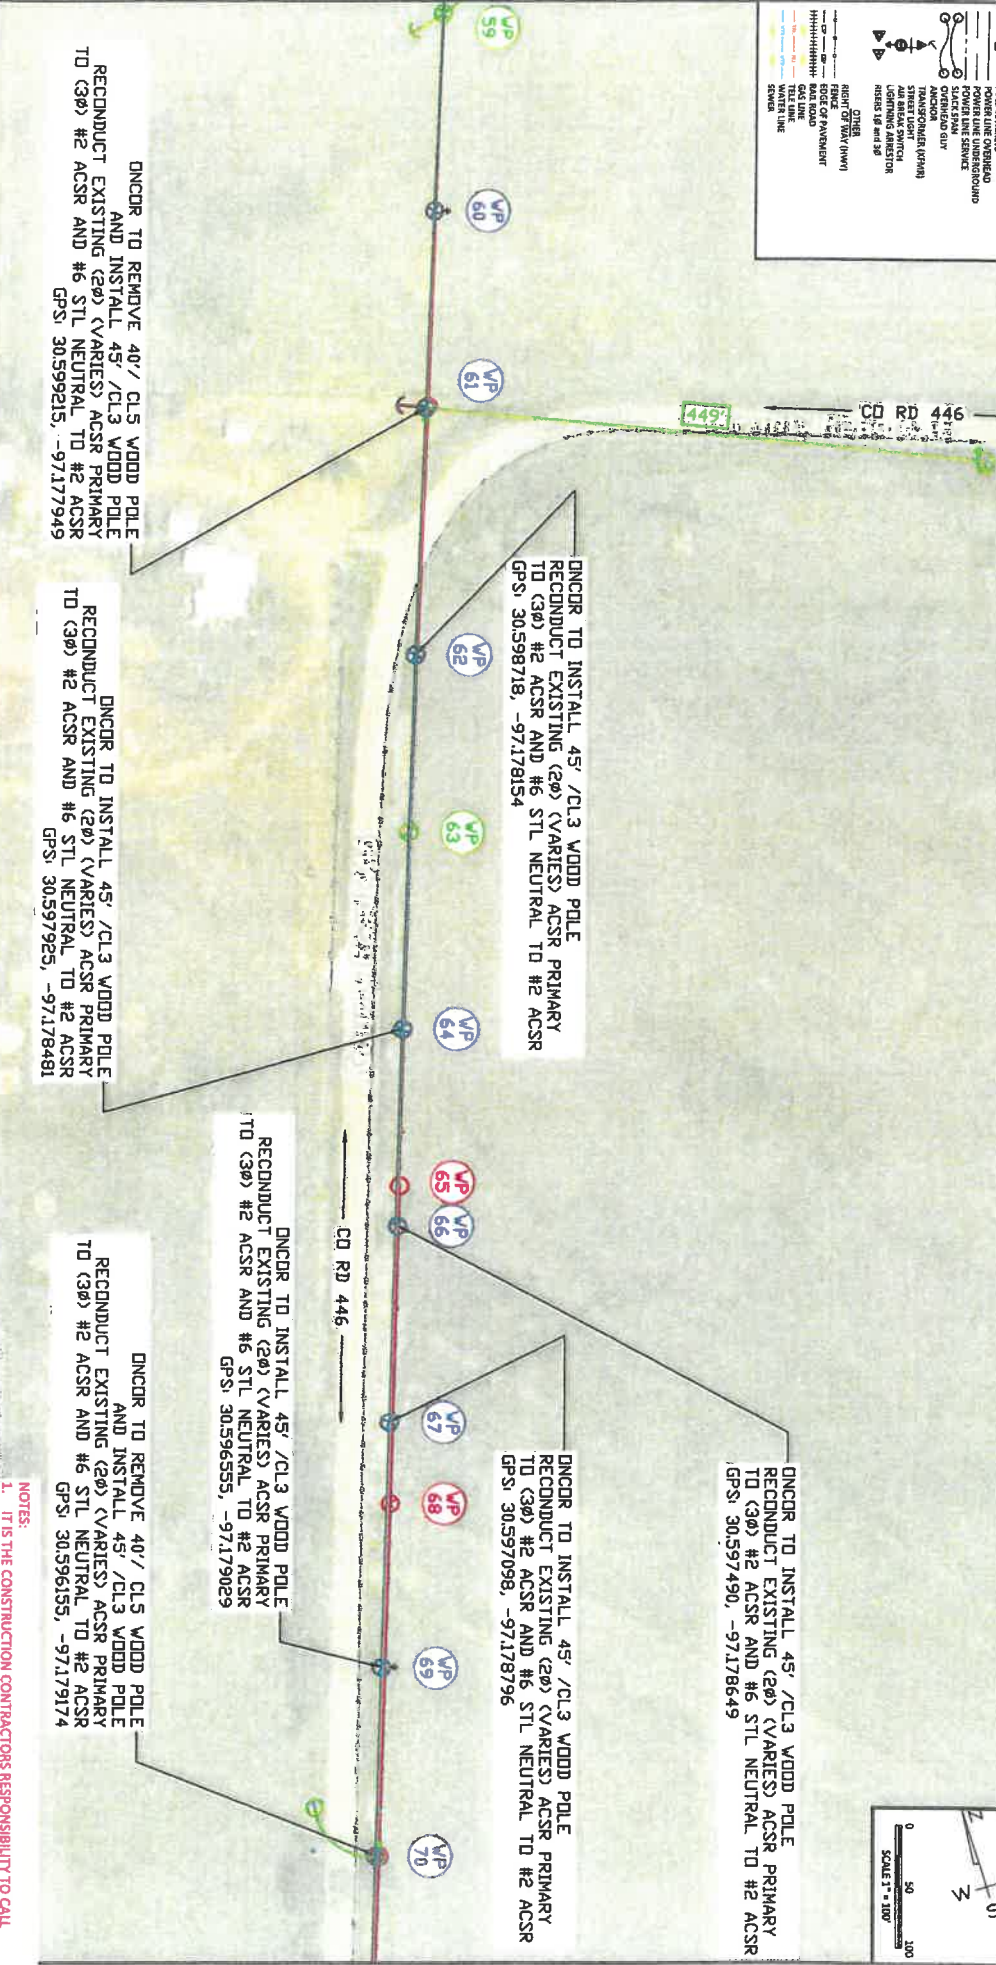 POWER LINE OVERHEAD
POWER LINE UNDERGROUND
POWER LINE SERVICE
SLACK SPAN
OVERHEAD GUY
ANCHOR
TRANSFORMER (XFMR)
STREET LIGHT
AIR BREAK SWITCH
LIGHTNING ARRESTOR
RISERS 1Ø and 3Ø
OTHER
RIGHT OF WAY (HWY)
FENCE
EDGE OF PAVEMENT
RAIL ROAD
GAS LINE
TELE LINE
WATER LINE
SEWER
CO RD 446
449'
0 50 100
SCALE 1" = 100'
N
ONCOR TO INSTALL 45' /CL3 WOOD POLE
RECONDUCT EXISTING (2Ø) (VARIES) ACSR PRIMARY
TO (3Ø) #2 ACSR AND #6 STL NEUTRAL TO #2 ACSR
GPS: 30.597490, -97.178649
ONCOR TO INSTALL 45' /CL3 WOOD POLE
RECONDUCT EXISTING (2Ø) (VARIES) ACSR PRIMARY
TO (3Ø) #2 ACSR AND #6 STL NEUTRAL TO #2 ACSR
GPS: 30.598718, -97.178154
ONCOR TO INSTALL 45' /CL3 WOOD POLE
RECONDUCT EXISTING (2Ø) (VARIES) ACSR PRIMARY
TO (3Ø) #2 ACSR AND #6 STL NEUTRAL TO #2 ACSR
GPS: 30.597098, -97.178796
WP
59
WP
60
WP
61
WP
62
WP
63
WP
64
WP
65
WP
66
WP
67
WP
68
WP
69
WP
70
CO RD 446
ONCOR TO INSTALL 45' /CL3 WOOD POLE
RECONDUCT EXISTING (2Ø) (VARIES) ACSR PRIMARY
TO (3Ø) #2 ACSR AND #6 STL NEUTRAL TO #2 ACSR
GPS: 30.596555, -97.179029
ONCOR TO REMOVE 40'/ CL5 WOOD POLE
AND INSTALL 45' /CL3 WOOD POLE
RECONDUCT EXISTING (2Ø) (VARIES) ACSR PRIMARY
TO (3Ø) #2 ACSR AND #6 STL NEUTRAL TO #2 ACSR
GPS: 30.599215, -97.177949
ONCOR TO INSTALL 45' /CL3 WOOD POLE
RECONDUCT EXISTING (2Ø) (VARIES) ACSR PRIMARY
TO (3Ø) #2 ACSR AND #6 STL NEUTRAL TO #2 ACSR
GPS: 30.597925, -97.178481
ONCOR TO REMOVE 40'/ CL5 WOOD POLE
AND INSTALL 45' /CL3 WOOD POLE
RECONDUCT EXISTING (2Ø) (VARIES) ACSR PRIMARY
TO (3Ø) #2 ACSR AND #6 STL NEUTRAL TO #2 ACSR
GPS: 30.596155, -97.179174
NOTES:
1. IT IS THE CONSTRUCTION CONTRACTORS RESPONSIBILITY TO CALL